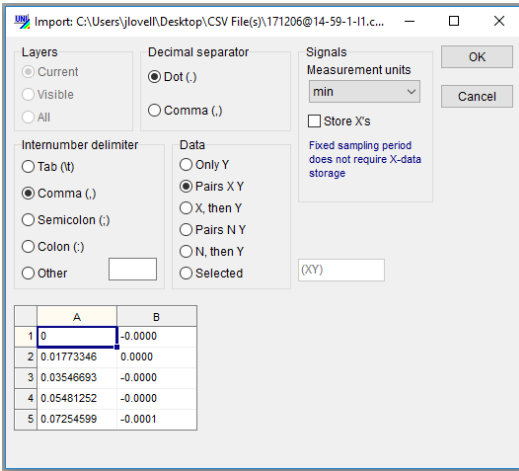 UNI Import: C:\Users\jlovell\Desktop\CSV File(s)\171206@14-59-1-I1.c...
Layers
Current
Visible
All
Decimal separator
Dot (.)
Comma (,)
Signals
Measurement units
min
Store X's
Fixed sampling period
does not require X-data
storage
OK
Cancel
Internumber delimiter
Tab (\t)
Comma (,)
Semicolon (;)
Colon (:)
Other
Data
Only Y
Pairs X Y
X, then Y
Pairs N Y
N, then Y
Selected
(XY)
A B
1 0 -0.0000
2 0.01773346 0.0000
3 0.03546693 -0.0000
4 0.05481252 -0.0000
5 0.07254599 -0.0001